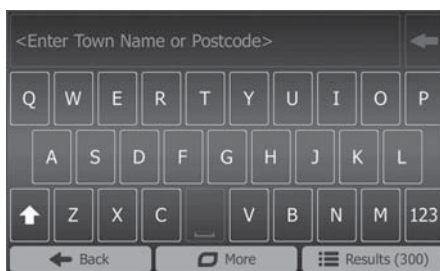 <Enter Town Name or Postcode>
Q W E R T Y U I O P
A S D F G H J K L
Z X C V B N M 123
Back More Results (300)